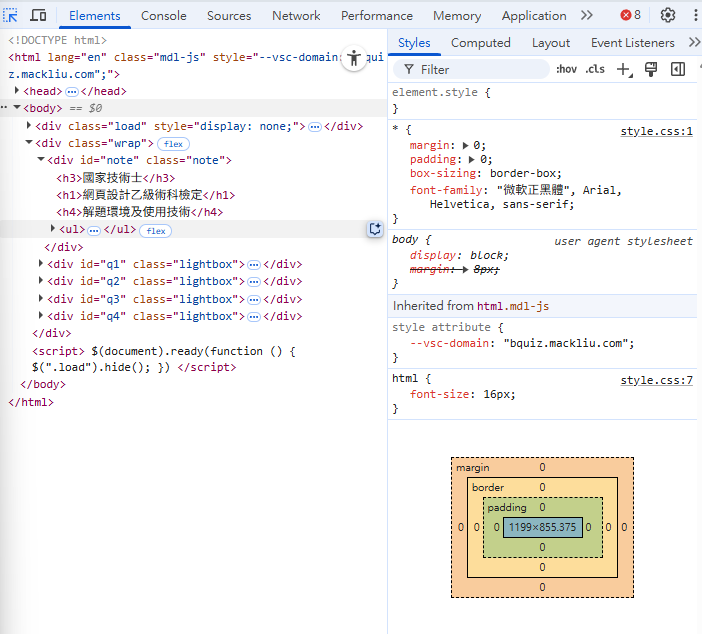 Elements Console Sources Network Performance Memory Application 8
<!DOCTYPE html>
<html lang="en" class="mdl-js" style="--vsc-domain: "bqui
z.mackliu.com";">
<head> … </head>
<body> == $0
<div class="load" style="display: none;"> … </div>
<div class="wrap"> flex
<div id="note" class="note">
<h3>國家技術士</h3>
<h1>網頁設計乙級術科檢定</h1>
<h4>解題環境及使用技術</h4>
<ul> … </ul> flex
</div>
<div id="q1" class="lightbox"> … </div>
<div id="q2" class="lightbox"> … </div>
<div id="q3" class="lightbox"> … </div>
<div id="q4" class="lightbox"> … </div>
</div>
<script> $(document).ready(function () {
$(".load").hide(); }) </script>
</body>
</html>
Styles Computed Layout Event Listeners
Filter :hov .cls
element.style {
}
* { style.css:1
margin: 0;
padding: 0;
box-sizing: border-box;
font-family: "微軟正黑體", Arial,
Helvetica, sans-serif;
}
body { user agent stylesheet
display: block;
margin: 8px;
}
Inherited from html.mdl-js
style attribute {
--vsc-domain: "bquiz.mackliu.com";
}
html { style.css:7
font-size: 16px;
}
margin 0
border 0
padding 0
0 0 0 1199×855.375 0 0 0
0
0
0